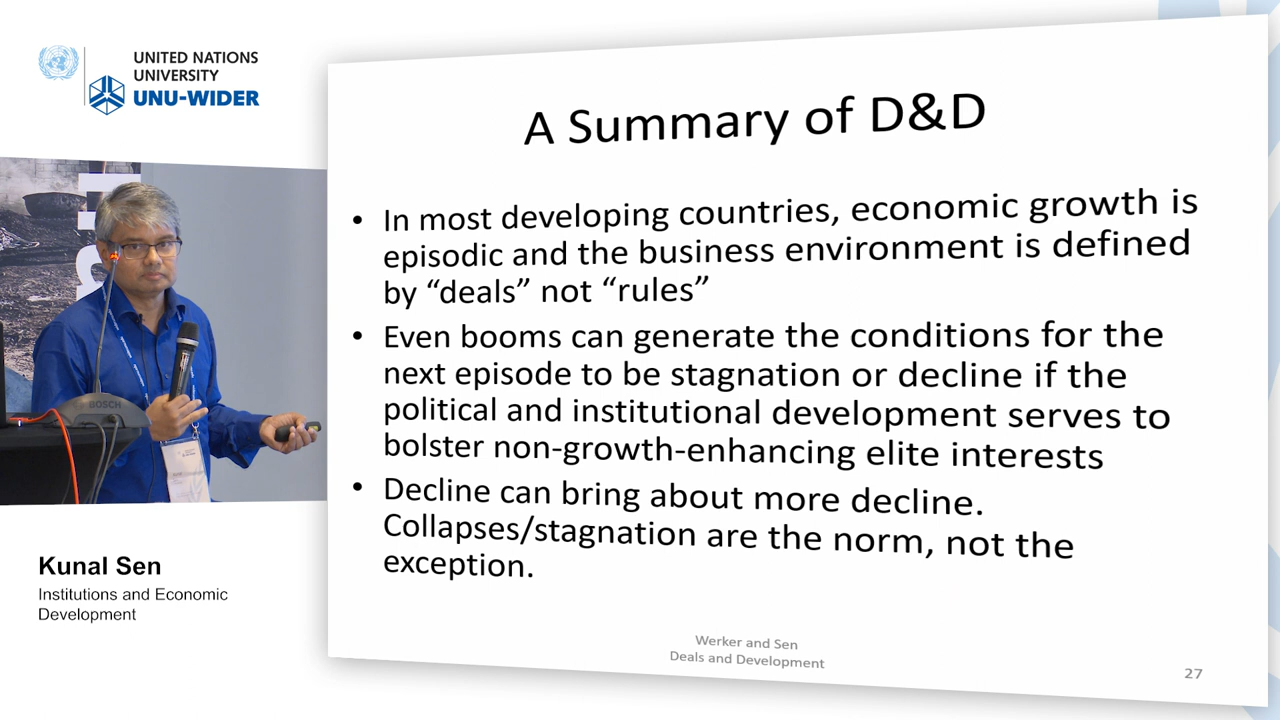 UNITED NATIONS
UNIVERSITY
UNU-WIDER
BOSCH
Kunal Sen
Institutions and Economic
Development
A Summary of D&D
• In most developing countries, economic growth is
episodic and the business environment is defined
by “deals” not “rules”
• Even booms can generate the conditions for the
next episode to be stagnation or decline if the
political and institutional development serves to
bolster non-growth-enhancing elite interests
• Decline can bring about more decline.
Collapses/stagnation are the norm, not the
exception.
Werker and Sen
Deals and Development
27